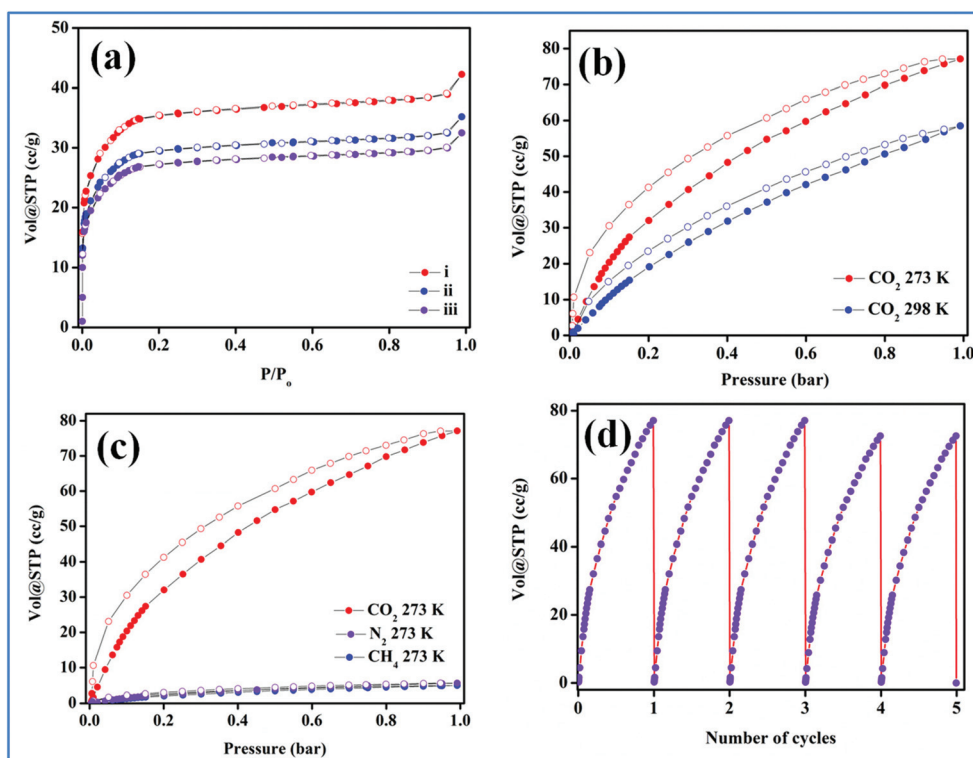 (a)
Vol@STP (cc/g)
50
40
30
20
10
0
i
ii
iii
0.0 0.2 0.4 0.6 0.8 1.0
P/Po
(b)
Vol@STP (cc/g)
80
70
60
50
40
30
20
10
0
CO2 273 K
CO2 298 K
0.0 0.2 0.4 0.6 0.8 1.0
Pressure (bar)
(c)
Vol@STP (cc/g)
80
70
60
50
40
30
20
10
0
CO2 273 K
N2 273 K
CH4 273 K
0.0 0.2 0.4 0.6 0.8 1.0
Pressure (bar)
(d)
Vol@STP (cc/g)
80
60
40
20
0
0 1 2 3 4 5
Number of cycles